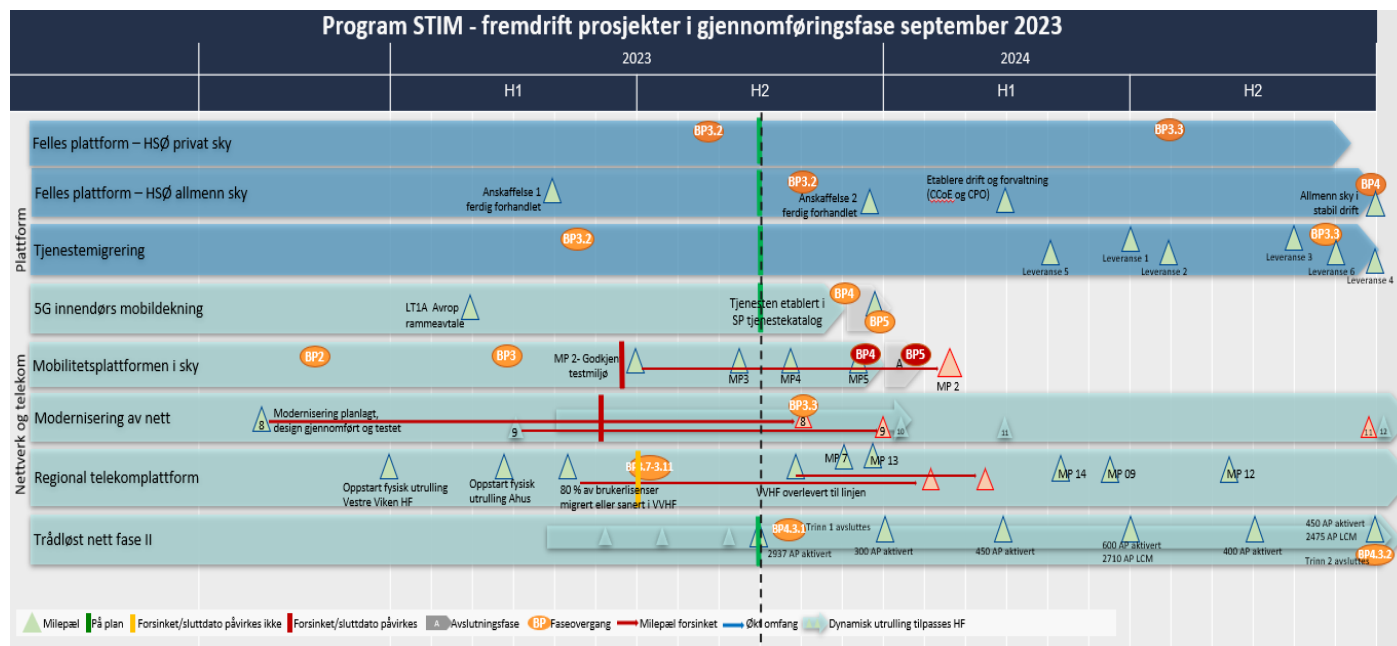 Program STIM - fremdrift prosjekter i gjennomføringsfase september 2023
2023
2024
H1
H2
H1
H2
Plattform
Felles plattform – HSØ privat sky
BP3.2
BP3.3
Felles plattform – HSØ allmenn sky
Anskaffelse 1
ferdig forhandlet
BP3.2
Anskaffelse 2
ferdig forhandlet
Etablere drift og forvaltning
(CCoE og CPO)
Allmenn sky i
stabil drift
BP4
Tjenestemigrering
BP3.2
Leveranse 5
Leveranse 1
Leveranse 2
Leveranse 3
BP3.3
Leveranse 6
Leveranse 4
Nettverk og telekom
5G innendørs mobildekning
LT1A Avrop
rammeavtale
Tjenesten etablert i
SP tjenestekatalog
BP4
BP5
Mobilitetsplattformen i sky
BP2
BP3
MP 2- Godkjen
testmiljø
MP3
MP4
MP5
BP4
A
BP5
MP 2
Modernisering av nett
8
Modernisering planlagt,
design gjennomført og testet
9
BP3.3
8
9
10
11
11
12
Regional telekomplattform
Oppstart fysisk utrulling
Vestre Viken HF
Oppstart fysisk
utrulling Ahus
80 % av brukerlisenser
migrert eller sanert i VVHF
.7-3.11
MP 7
MP 13
VVHF overlevert til linjen
MP 14
MP 09
MP 12
Trådløst nett fase II
BP4.3.1
Trinn 1 avsluttes
2937 AP aktivert
300 AP aktivert
450 AP aktivert
600 AP aktivert
2710 AP LCM
400 AP aktivert
450 AP aktivert
2475 AP LCM
Trinn 2 avsluttes
BP4.3.2
Milepæl
På plan
Forsinket/sluttdato påvirkes ikke
Forsinket/sluttdato påvirkes
A
Avslutningsfase
BP
Faseovergang
Milepæl forsinket
Økt omfang
Dynamisk utrulling tilpasses HF